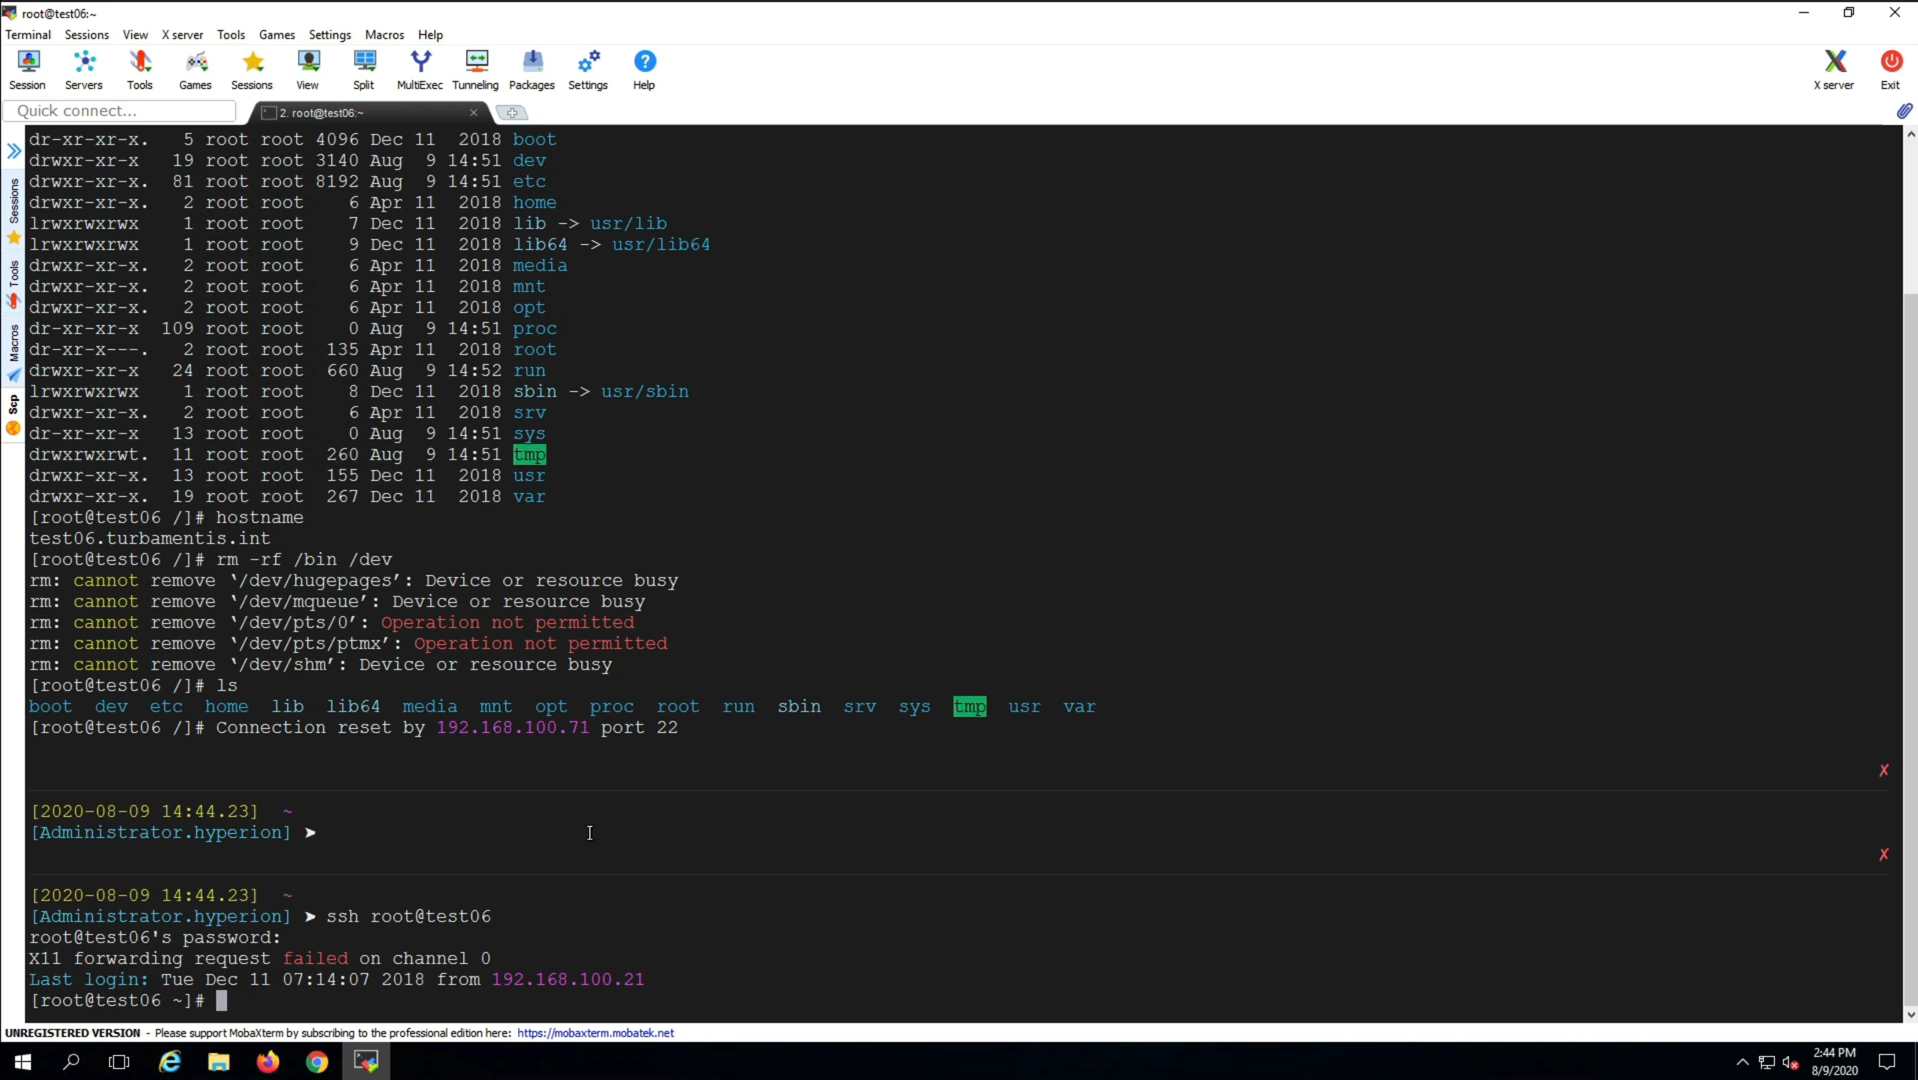 root@test06:~
Terminal Sessions View X server Tools Games Settings Macros Help
Session Servers Tools Games Sessions View Split MultiExec Tunneling Packages Settings Help X server Exit
Quick connect... 2. root@test06:~
Sessions
Tools
Macros
Scp
dr-xr-xr-x. 5 root root 4096 Dec 11 2018 boot
drwxr-xr-x 19 root root 3140 Aug 9 14:51 dev
drwxr-xr-x. 81 root root 8192 Aug 9 14:51 etc
drwxr-xr-x. 2 root root 6 Apr 11 2018 home
lrwxrwxrwx 1 root root 7 Dec 11 2018 lib -> usr/lib
lrwxrwxrwx 1 root root 9 Dec 11 2018 lib64 -> usr/lib64
drwxr-xr-x. 2 root root 6 Apr 11 2018 media
drwxr-xr-x. 2 root root 6 Apr 11 2018 mnt
drwxr-xr-x. 2 root root 6 Apr 11 2018 opt
dr-xr-xr-x 109 root root 0 Aug 9 14:51 proc
dr-xr-x---. 2 root root 135 Apr 11 2018 root
drwxr-xr-x 24 root root 660 Aug 9 14:52 run
lrwxrwxrwx 1 root root 8 Dec 11 2018 sbin -> usr/sbin
drwxr-xr-x. 2 root root 6 Apr 11 2018 srv
dr-xr-xr-x 13 root root 0 Aug 9 14:51 sys
drwxrwxrwt. 11 root root 260 Aug 9 14:51 tmp
drwxr-xr-x. 13 root root 155 Dec 11 2018 usr
drwxr-xr-x. 19 root root 267 Dec 11 2018 var
[root@test06 /]# hostname
test06.turbamentis.int
[root@test06 /]# rm -rf /bin /dev
rm: cannot remove ‘/dev/hugepages’: Device or resource busy
rm: cannot remove ‘/dev/mqueue’: Device or resource busy
rm: cannot remove ‘/dev/pts/0’: Operation not permitted
rm: cannot remove ‘/dev/pts/ptmx’: Operation not permitted
rm: cannot remove ‘/dev/shm’: Device or resource busy
[root@test06 /]# ls
boot dev etc home lib lib64 media mnt opt proc root run sbin srv sys tmp usr var
[root@test06 /]# Connection reset by 192.168.100.71 port 22
[2020-08-09 14:44.23] ~
[Administrator.hyperion] ➤
[2020-08-09 14:44.23] ~
[Administrator.hyperion] ➤ ssh root@test06
root@test06's password:
X11 forwarding request failed on channel 0
Last login: Tue Dec 11 07:14:07 2018 from 192.168.100.21
[root@test06 ~]#
UNREGISTERED VERSION - Please support MobaXterm by subscribing to the professional edition here: https://mobaxterm.mobatek.net
2:44 PM
8/9/2020